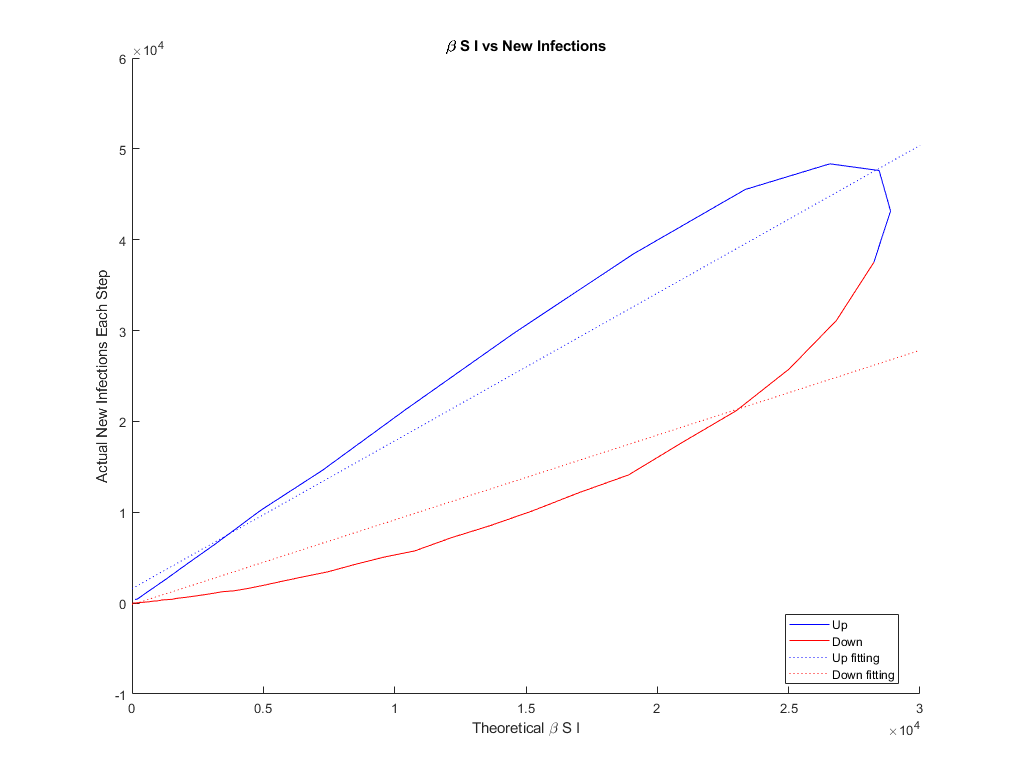 β S I vs New Infections
×10⁴
6
5
4
3
2
1
0
-1
Actual New Infections Each Step
0 0.5 1 1.5 2 2.5 3
×10⁴
Theoretical β S I
Up
Down
Up fitting
Down fitting